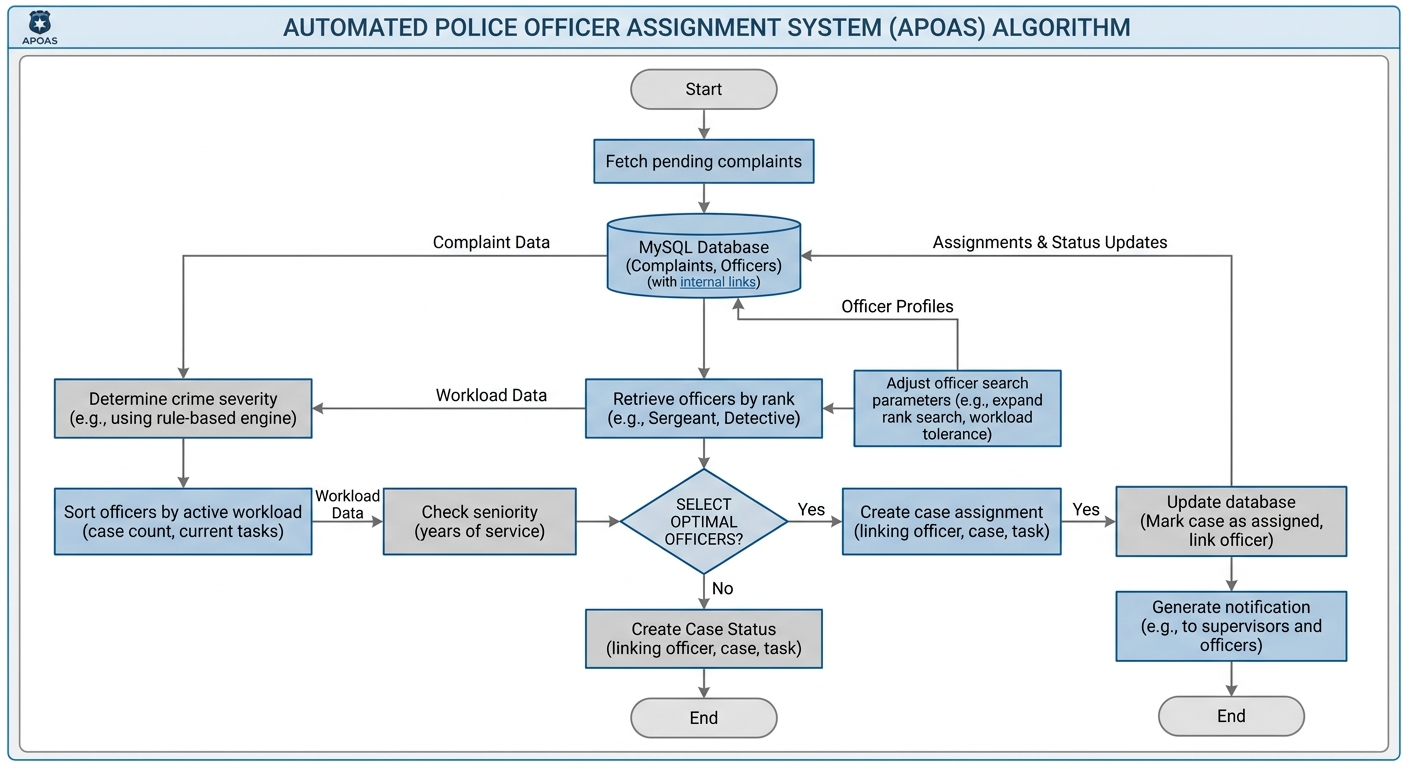 APOAS
AUTOMATED POLICE OFFICER ASSIGNMENT SYSTEM (APOAS) ALGORITHM
Start
Fetch pending complaints
MySQL Database
(Complaints, Officers)
(with internal links)
Complaint Data
Assignments & Status Updates
Officer Profiles
Determine crime severity
(e.g., using rule-based engine)
Workload Data
Retrieve officers by rank
(e.g., Sergeant, Detective)
Adjust officer search
parameters (e.g., expand
rank search, workload
tolerance)
Sort officers by active workload
(case count, current tasks)
Workload
Data
Check seniority
(years of service)
SELECT
OPTIMAL
OFFICERS?
Yes
Create case assignment
(linking officer, case, task)
Yes
Update database
(Mark case as assigned,
link officer)
No
Create Case Status
(linking officer, case, task)
Generate notification
(e.g., to supervisors and
officers)
End
End